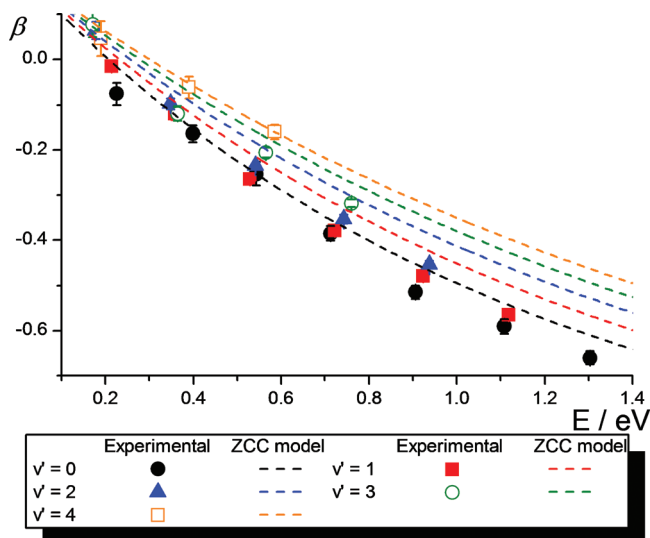 β
0.0
-0.2
-0.4
-0.6
0.2 0.4 0.6 0.8 1.0 1.2 1.4
E / eV
Experimental ZCC model Experimental ZCC model
v' = 0 v' = 1
v' = 2 v' = 3
v' = 4